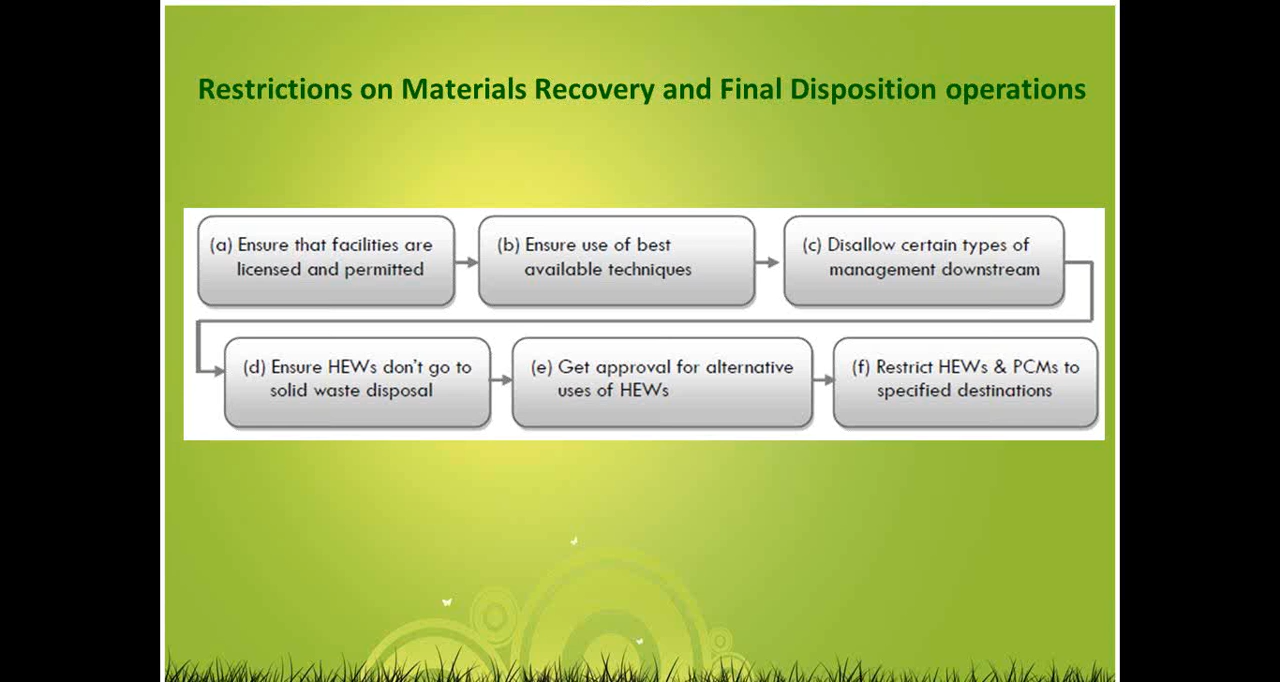 Restrictions on Materials Recovery and Final Disposition operations
(a) Ensure that facilities are
licensed and permitted
(b) Ensure use of best
available techniques
(c) Disallow certain types of
management downstream
(d) Ensure HEWs don't go to
solid waste disposal
(e) Get approval for alternative
uses of HEWs
(f) Restrict HEWs & PCMs to
specified destinations